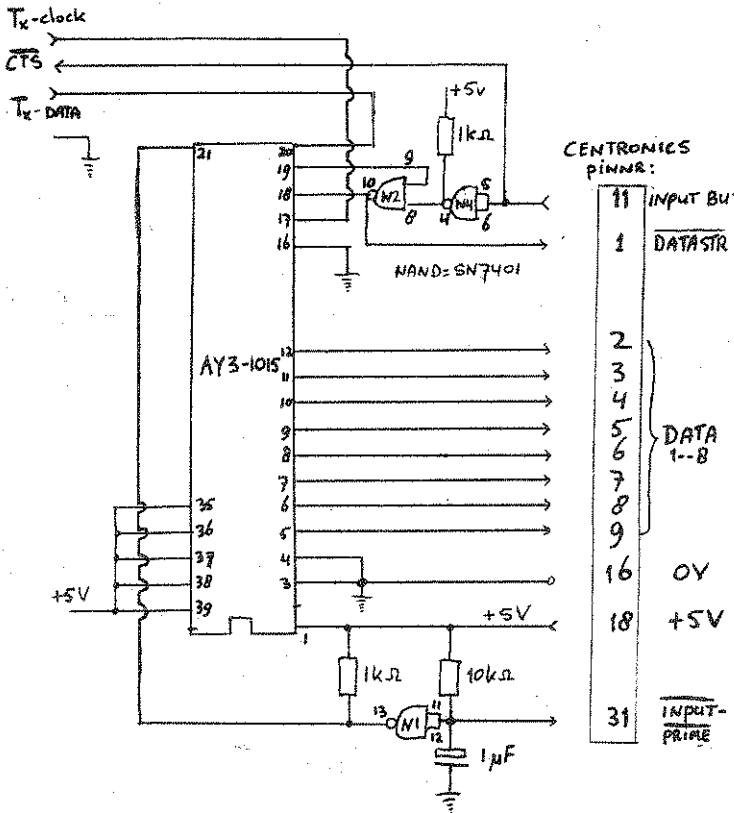 Tx-clock
CTS
Tx-DATA
+5v
1kΩ
CENTRONICS
PINNR:
21
20
19
18
17
16
9
10
N2
8
4
N4
5
6
11 INPUT BU
1 DATASTR
NAND=SN7401
AY3-1015
12
11
10
9
8
7
6
5
4
3
1
2
3
4
5
6
7
8
9
DATA
1--8
35
36
37
38
39
+5V
16 0V
+5V
18 +5V
1kΩ
10kΩ
13
N1
11
12
31 INPUT-
PRIME
1µF